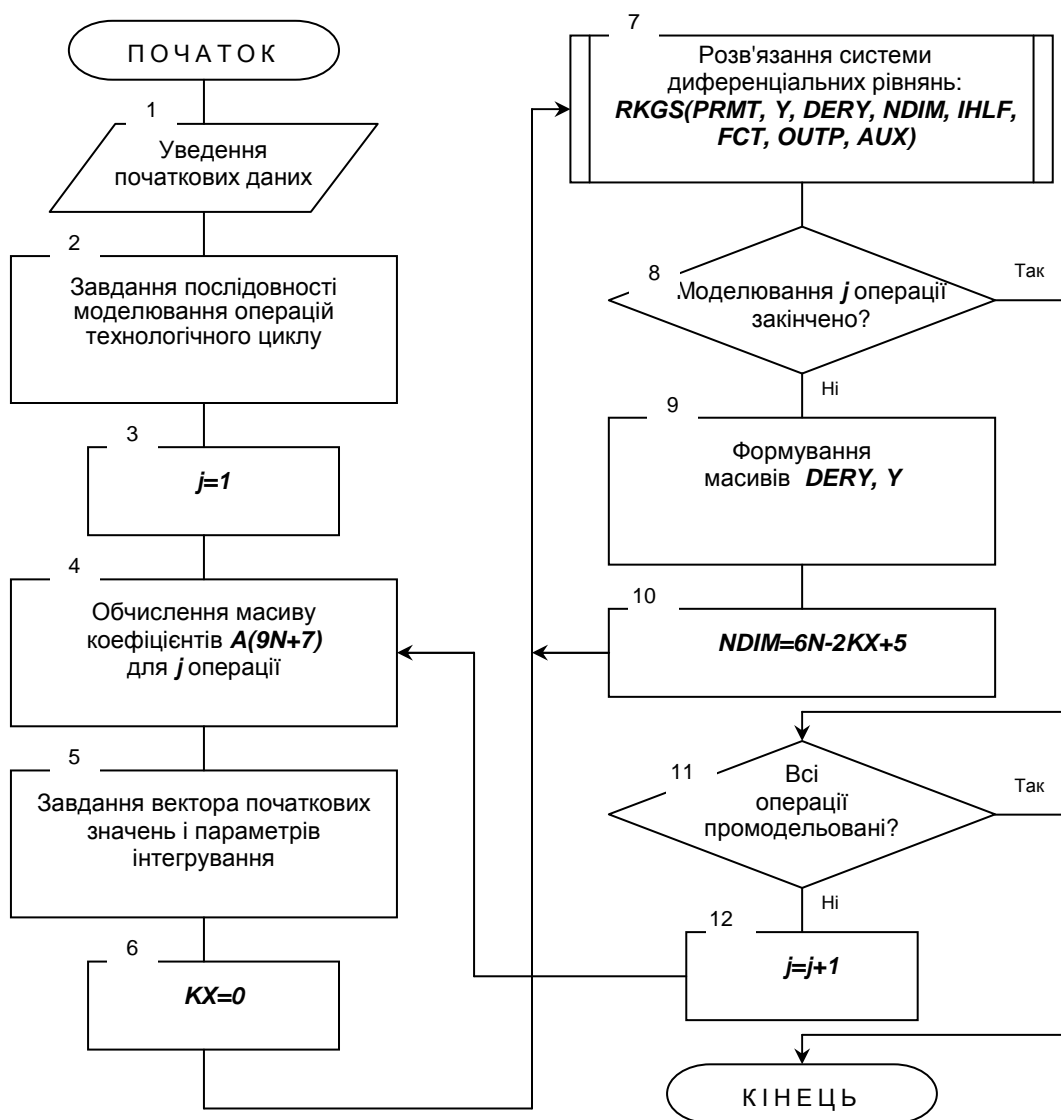 ПОЧАТОК
1
Уведення
початкових даних
2
Завдання послідовності
моделювання операцій
технологічного циклу
3
j=1
4
Обчислення масиву
коефіцієнтів A(9N+7)
для j операції
5
Завдання вектора початкових
значень і параметрів
інтегрування
6
KX=0
7
Розв'язання системи
диференціальних рівнянь:
RKGS(PRMT, Y, DERY, NDIM, IHLF,
FCT, OUTP, AUX)
8
Моделювання j операції
закінчено?
Так
Ні
9
Формування
масивів DERY, Y
10
NDIM=6N-2KX+5
11
Всі
операції
промодельовані?
Так
Ні
12
j=j+1
КІНЕЦЬ